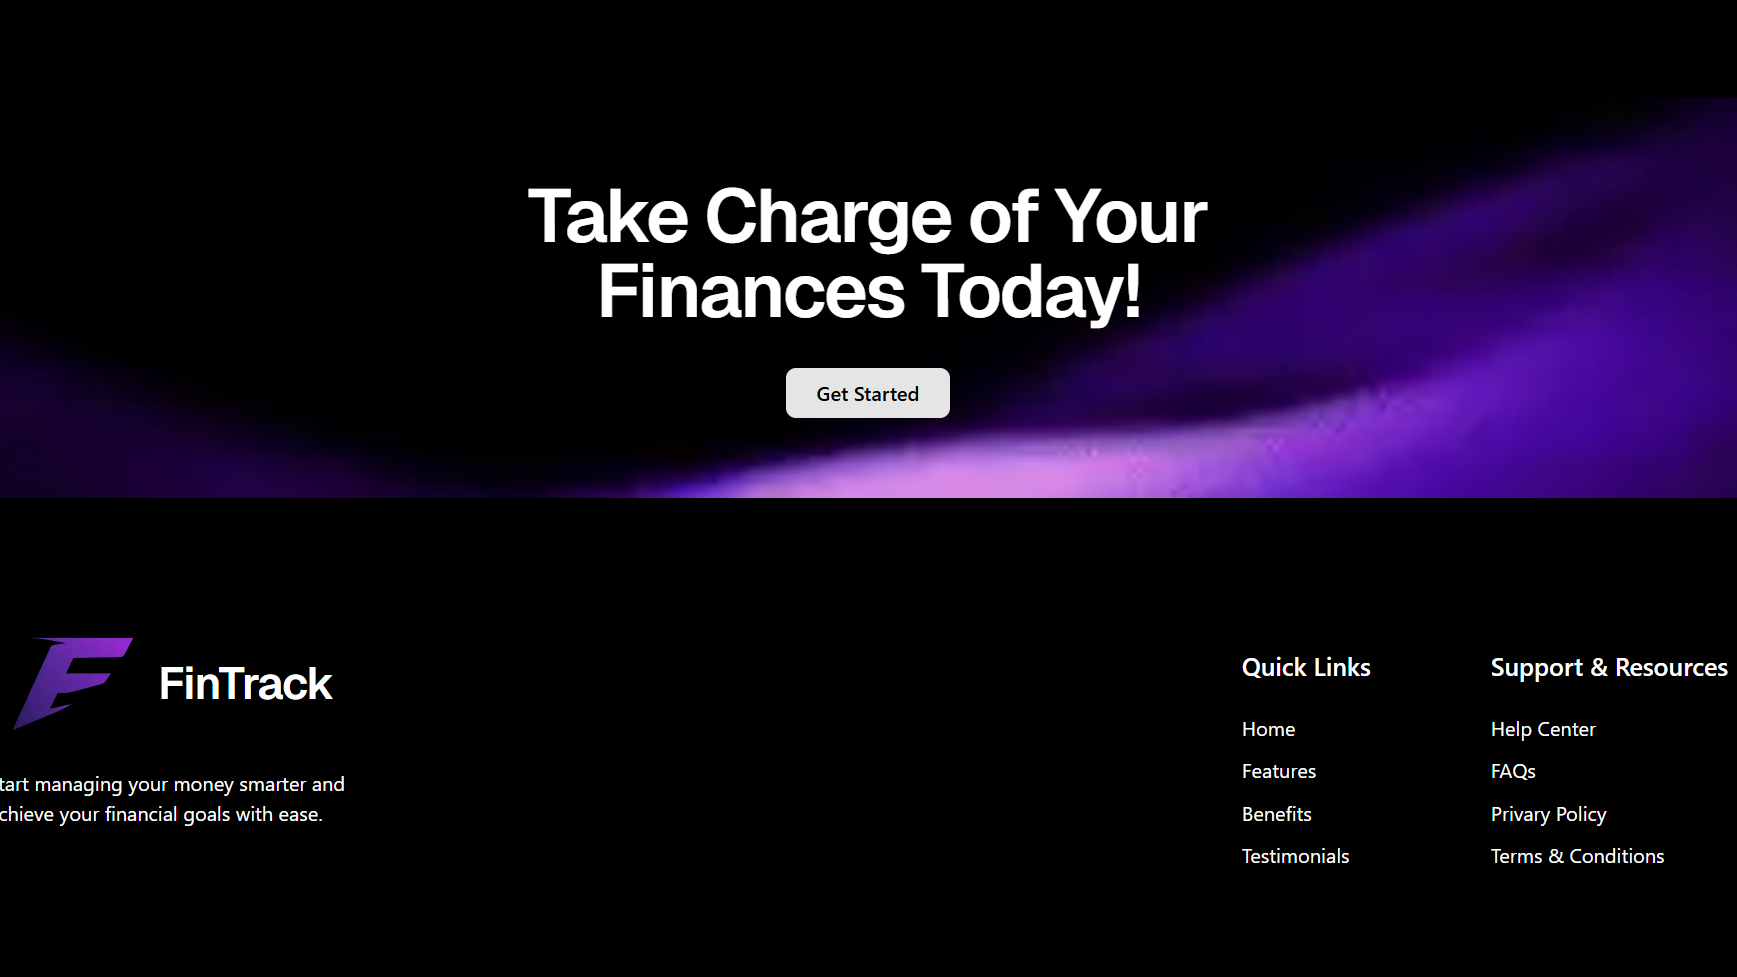 Take Charge of Your
Finances Today!
Get Started
FinTrack
tart managing your money smarter and
chieve your financial goals with ease.
Quick Links
Home
Features
Benefits
Testimonials
Support & Resources
Help Center
FAQs
Privary Policy
Terms & Conditions